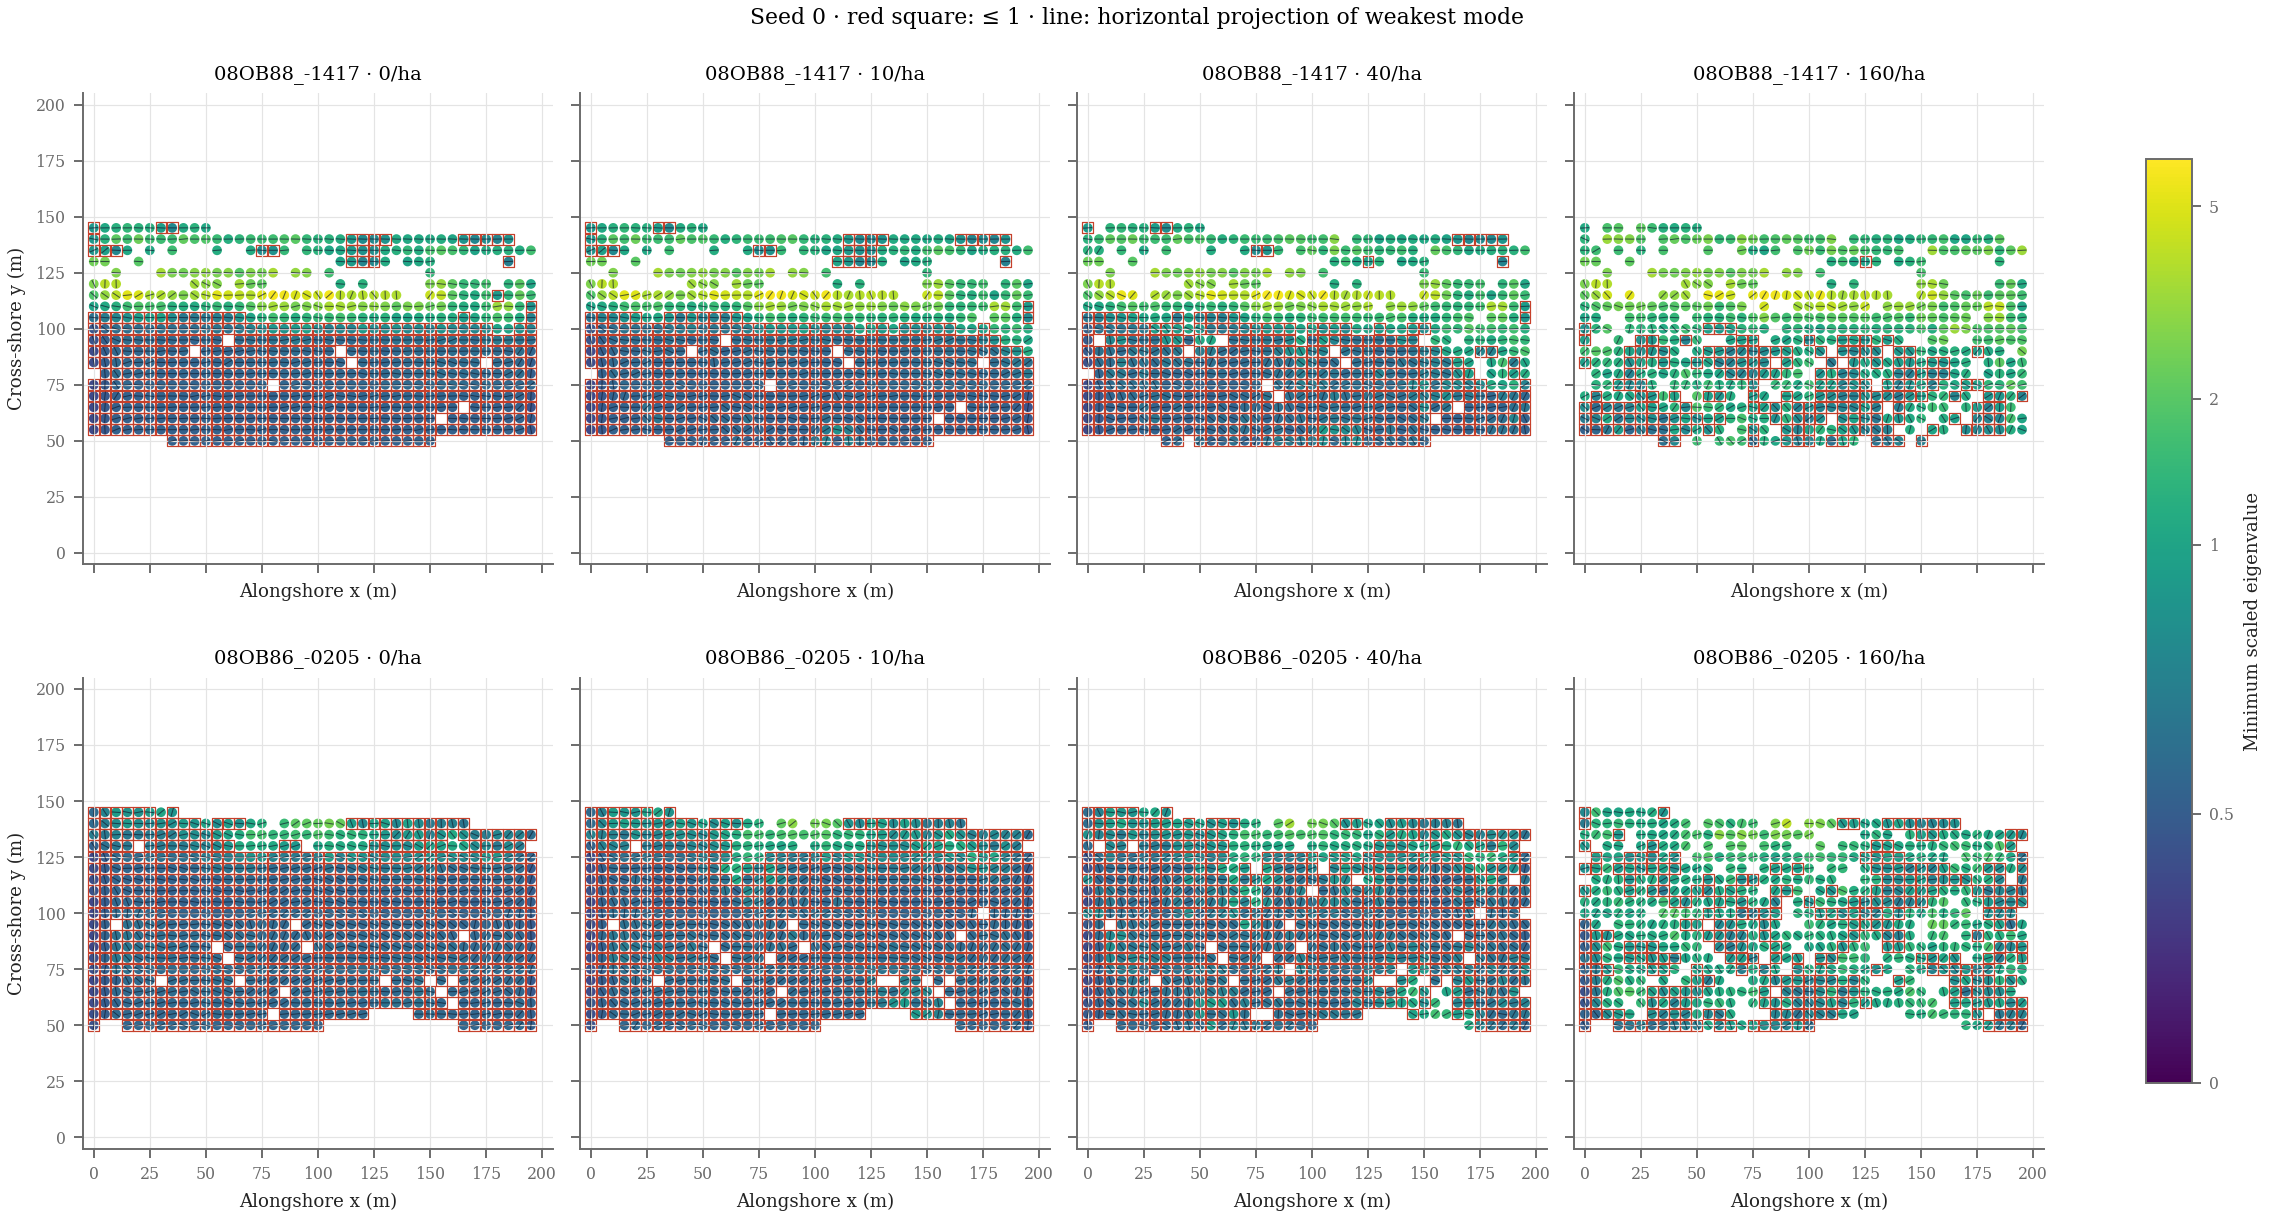 Seed 0 · red square: ≤ 1 · line: horizontal projection of weakest mode
08OB88_-1417 · 0/ha
08OB88_-1417 · 10/ha
08OB88_-1417 · 40/ha
08OB88_-1417 · 160/ha
Cross-shore y (m)
200
175
150
125
100
75
50
25
0
Alongshore x (m)
Alongshore x (m)
Alongshore x (m)
Alongshore x (m)
08OB86_-0205 · 0/ha
08OB86_-0205 · 10/ha
08OB86_-0205 · 40/ha
08OB86_-0205 · 160/ha
Cross-shore y (m)
200
175
150
125
100
75
50
25
0
0 25 50 75 100 125 150 175 200
0 25 50 75 100 125 150 175 200
0 25 50 75 100 125 150 175 200
0 25 50 75 100 125 150 175 200
Alongshore x (m)
Alongshore x (m)
Alongshore x (m)
Alongshore x (m)
5
2
1
0.5
0
Minimum scaled eigenvalue